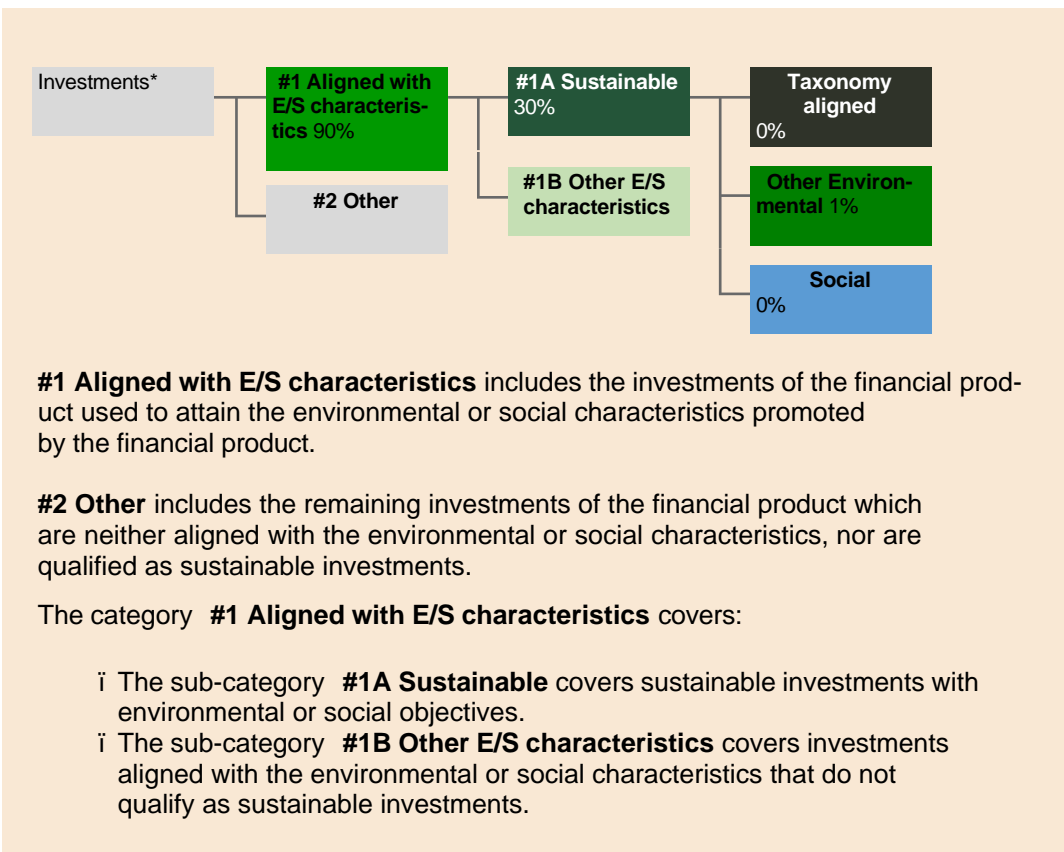 Investments*
#1 Aligned with
E/S characteris-
tics 90%
#2 Other
#1A Sustainable
30%
#1B Other E/S
characteristics
Taxonomy
aligned
0%
Other Environ-
mental 1%
Social
0%
#1 Aligned with E/S characteristics includes the investments of the financial prod-
uct used to attain the environmental or social characteristics promoted
by the financial product.
#2 Other includes the remaining investments of the financial product which
are neither aligned with the environmental or social characteristics, nor are
qualified as sustainable investments.
The category #1 Aligned with E/S characteristics covers:
ï The sub-category #1A Sustainable covers sustainable investments with
environmental or social objectives.
ï The sub-category #1B Other E/S characteristics covers investments
aligned with the environmental or social characteristics that do not
qualify as sustainable investments.